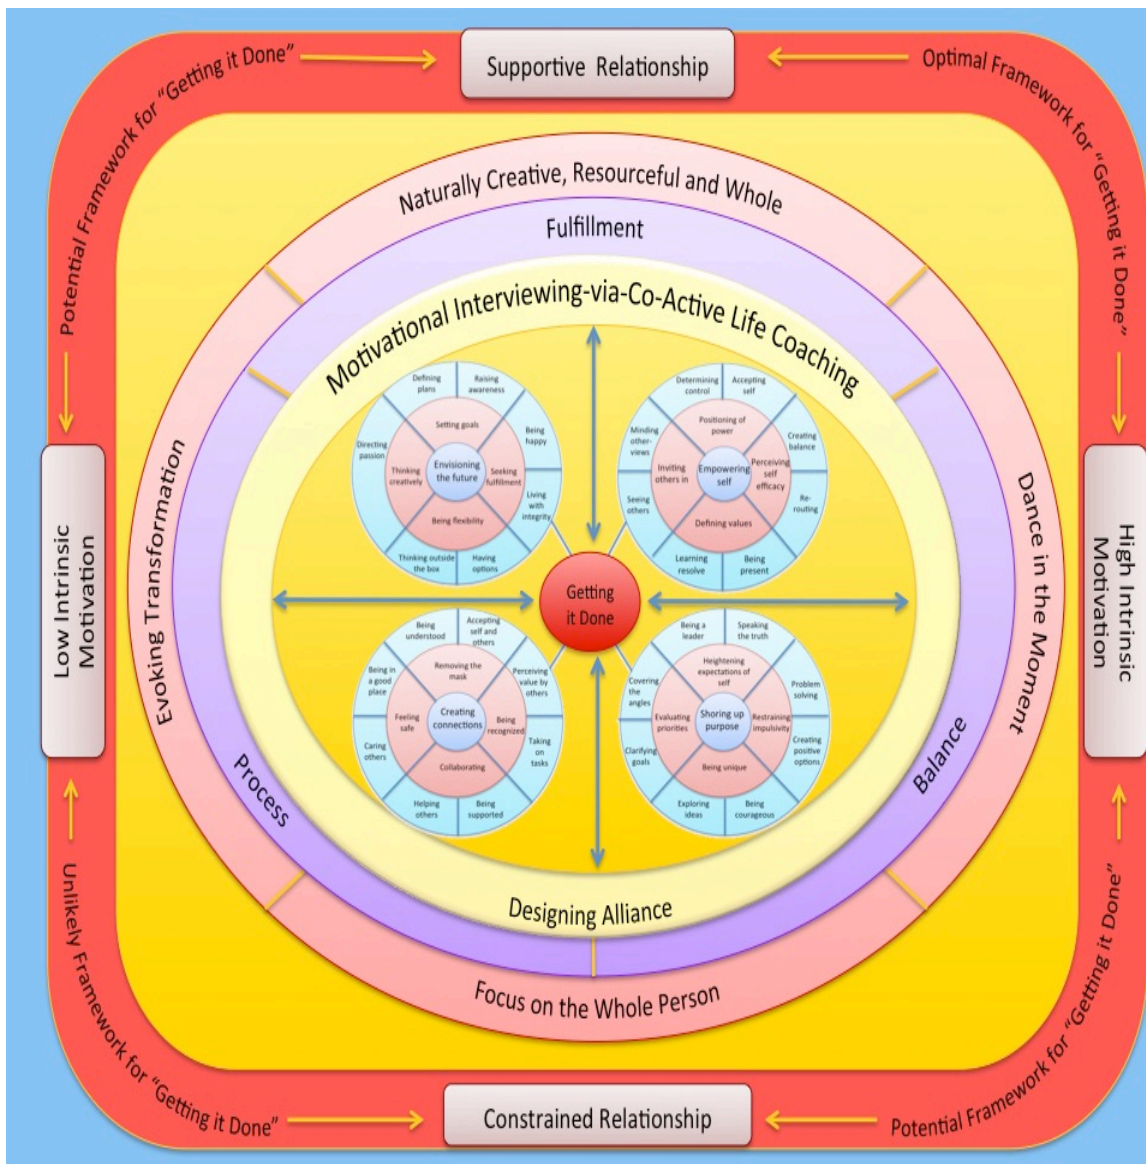 Potential Framework for “Getting it Done”
Supportive Relationship
Optimal Framework for “Getting it Done”
Naturally Creative, Resourceful and Whole
Fulfillment
Motivational Interviewing-via-Co-Active Life Coaching
Defining
plans
Raising
awareness
Being
happy
Living
with
integrity
Having
options
Thinking outside
the box
Directing
passion
Setting goals
Seeking
fulfillment
Being flexibility
Thinking
creatively
Envisioning
the future
Determining
control
Accepting
self
Creating
balance
Re-
routing
Being
present
Learning
resolve
Seeing
others
Minding
other-
views
Positioning of
power
Perceiving
self
efficacy
Defining values
Inviting
others in
Empowering
self
Getting
it Done
Being
understood
Accepting
self and
others
Perceiving
value by
others
Taking
on
tasks
Being
supported
Helping
others
Caring
others
Being in
a good
place
Removing the
mask
Being
recognized
Collaborating
Feeling
safe
Creating
connections
Being a
leader
Speaking
the truth
Problem
solving
Creating
positive
options
Being
courageous
Exploring
ideas
Clarifying
goals
Covering
the
angles
Heightening
expectations of
self
Restraining
impulsivity
Being unique
Evaluating
priorities
Shoring up
purpose
Low Intrinsic
Motivation
Evoking Transformation
Process
Dance in the Moment
Balance
High Intrinsic
Motivation
Designing Alliance
Focus on the Whole Person
Unlikely Framework for “Getting it Done”
Constrained Relationship
Potential Framework for “Getting it Done”